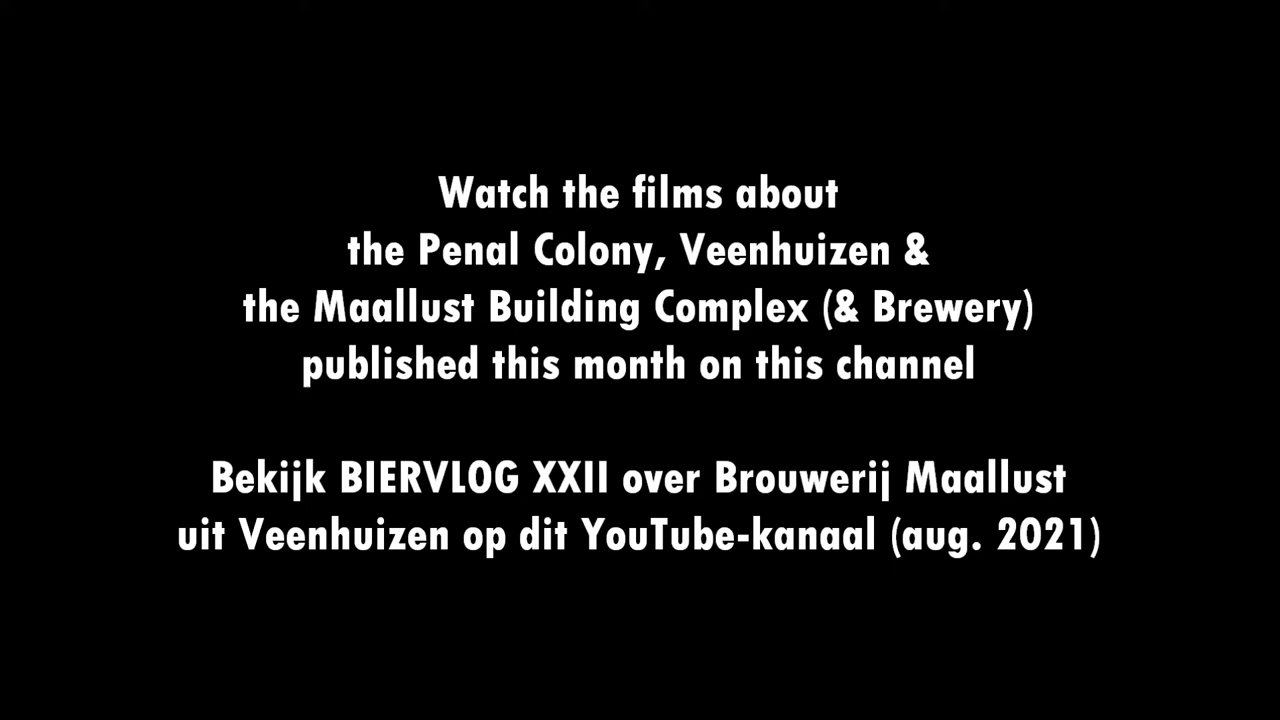 Watch the films about
the Penal Colony, Veenhuizen &
the Maallust Building Complex (& Brewery)
published this month on this channel
Bekijk BIERVLOG XXII over Brouwerij Maallust
uit Veenhuizen op dit YouTube-kanaal (aug. 2021)